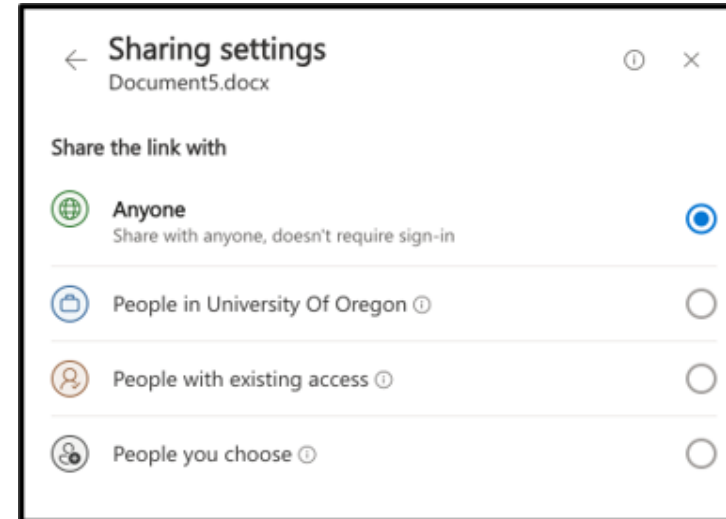 Sharing settings
Document5.docx
Share the link with
Anyone
Share with anyone, doesn't require sign-in
People in University Of Oregon
People with existing access
People you choose